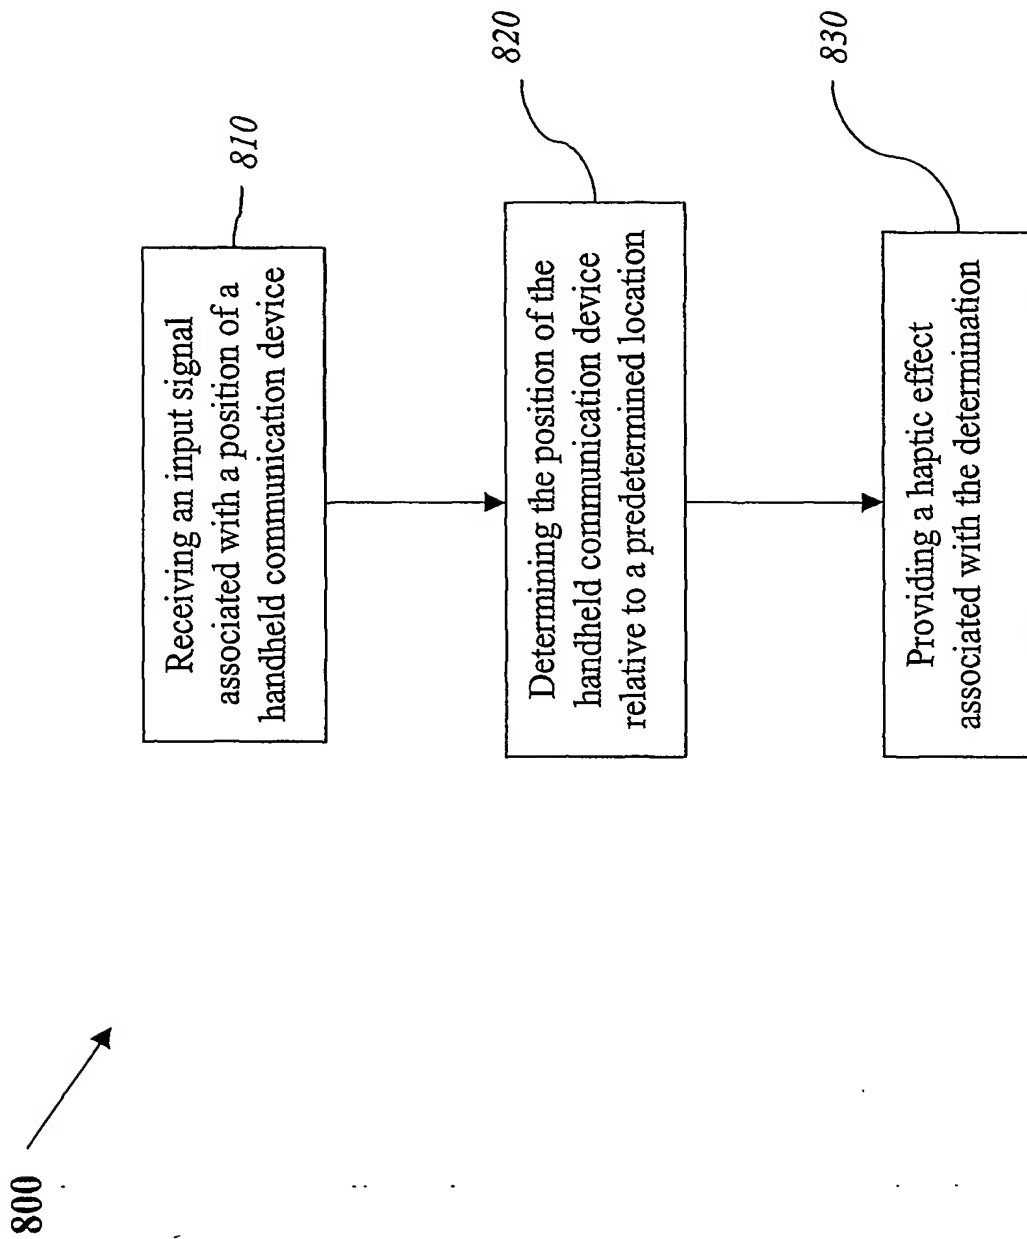 800
Receiving an input signal
associated with a position of a
handheld communication device
810
Determining the position of the
handheld communication device
relative to a predetermined location
820
Providing a haptic effect
associated with the determination
830